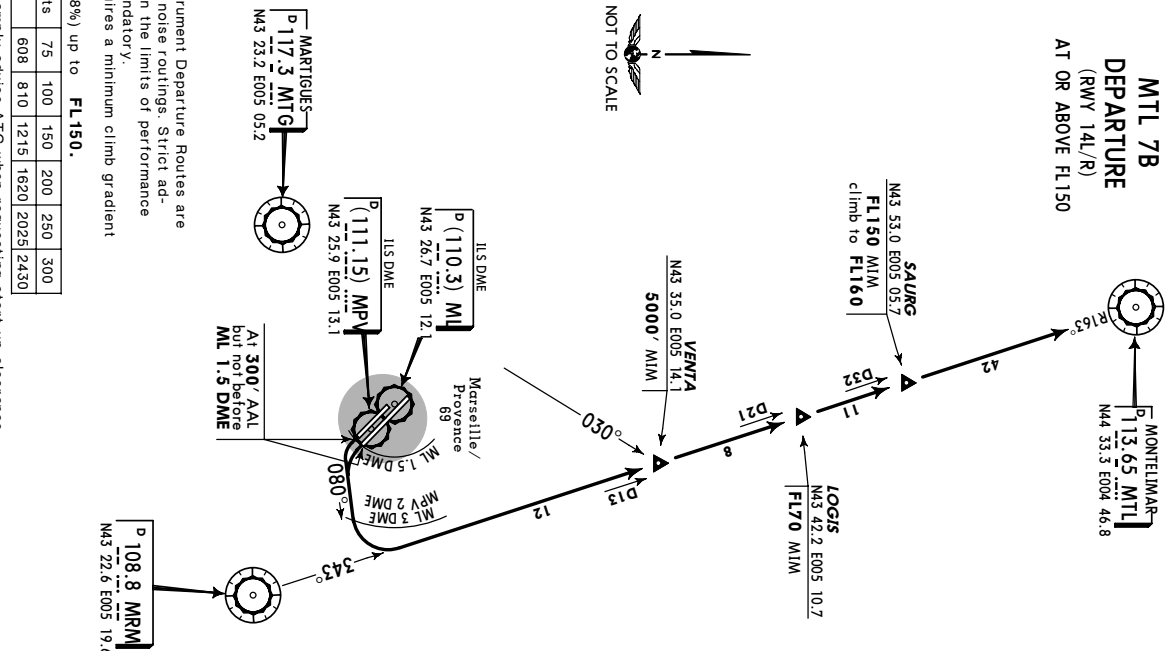 MTL 7B
DEPARTURE
(RWY 14L/R)
AT OR ABOVE FL150
NOT TO SCALE
N
MONTELIMAR
D 113.65 MTL
N44 33.3 E004 46.8
R163°
42
SAURG
N43 53.0 E005 05.7
FL150 MIM
climb to FL160
D32
11
LOGIS
N43 42.2 E005 10.7
FL70 MIM
D21
8
VENTA
N43 35.0 E005 14.1
5000' MIM
030°
D13
12
ILS DME
D (110.3) ML
N43 26.7 E005 12.1
ILS DME
(111.15) MPV
N43 25.9 E005 13.1
Marseille/
Provence
69
ML 1.5 DME
ML 3 DME
MPV 2 DME
080°
At 300' AAL
but not before
ML 1.5 DME
343°
MARTIGUES
D 117.3 MTG
N43 23.2 E005 05.2
D 108.8 MRM
N43 22.6 E005 19.
rument Departure Routes are
noise routings. Strict ad-
n the limits of performance
ndatory.
ires a minimum climb gradient
8%) up to FL150.
ts 75 100 150 200 250 300
608 810 1215 1620 2025 2430